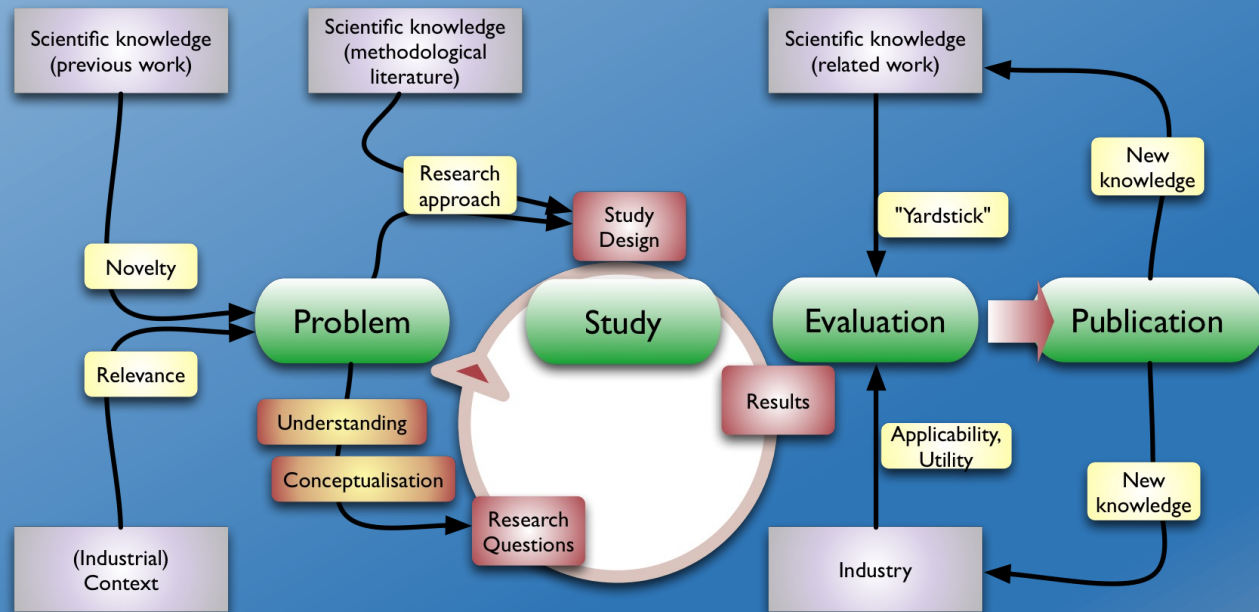 Scientific knowledge
(previous work)
Scientific knowledge
(methodological
literature)
Scientific knowledge
(related work)
New
knowledge
Research
approach
Study
Design
"Yardstick"
Novelty
Problem
Study
Evaluation
Publication
Relevance
Results
Understanding
Applicability,
Utility
Conceptualisation
New
knowledge
Research
Questions
(Industrial)
Context
Industry